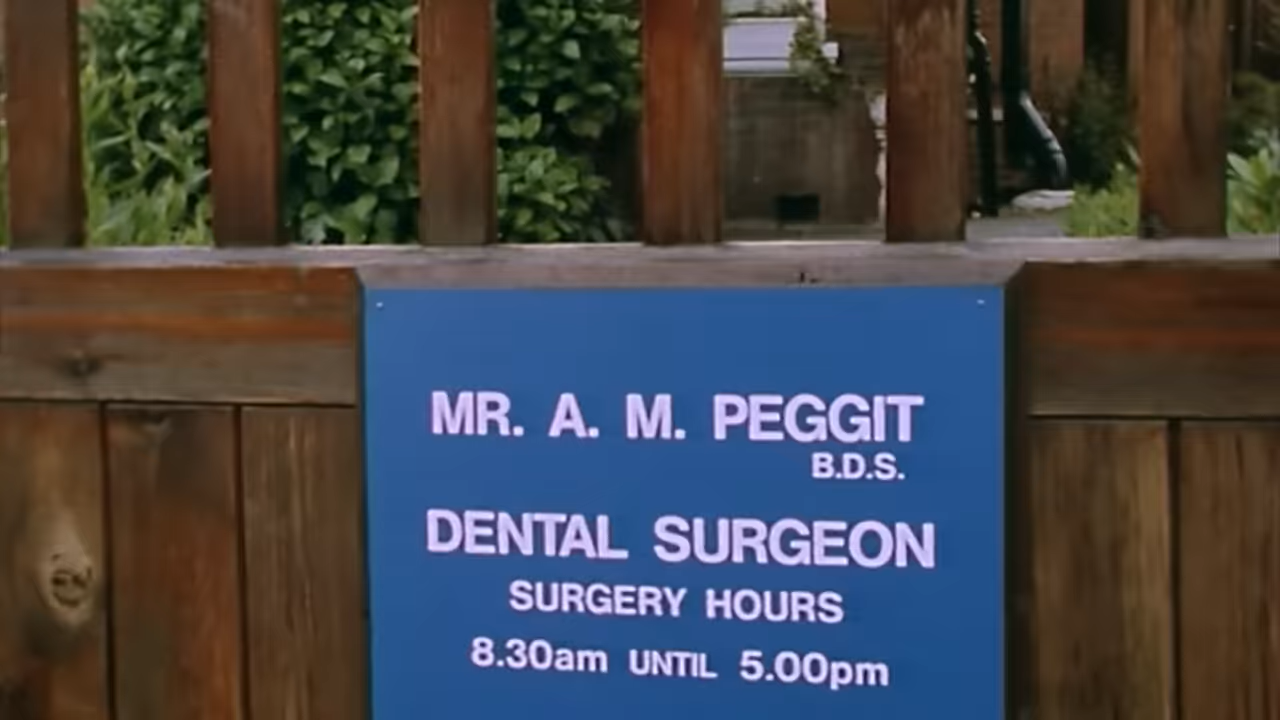 MR. A. M. PEGGIT
B.D.S.
DENTAL SURGEON
SURGERY HOURS
8.30am UNTIL 5.00pm